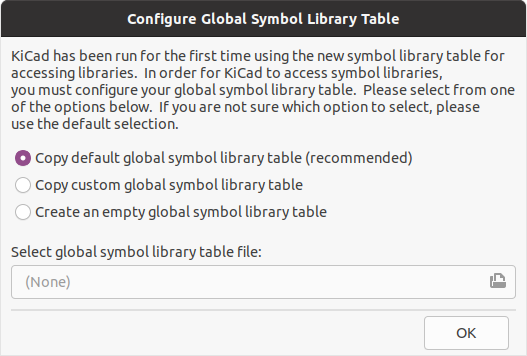 Configure Global Symbol Library Table
KiCad has been run for the first time using the new symbol library table for
accessing libraries.  In order for KiCad to access symbol libraries,
you must configure your global symbol library table.  Please select from one
of the options below.  If you are not sure which option to select, please
use the default selection.
Copy default global symbol library table (recommended)
Copy custom global symbol library table
Create an empty global symbol library table
Select global symbol library table file:
(None)
OK